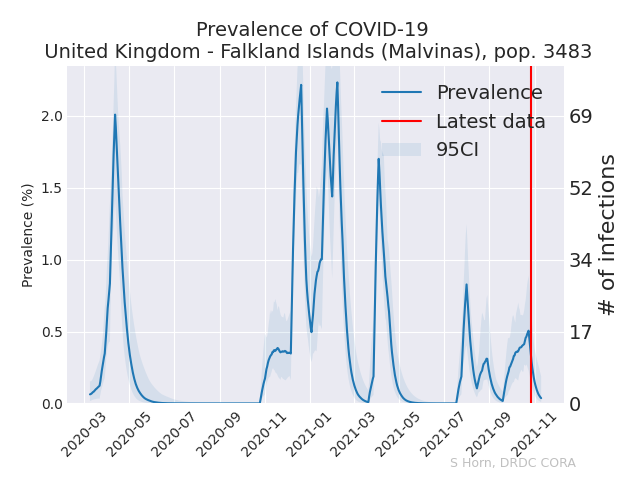 Prevalence of COVID-19
United Kingdom - Falkland Islands (Malvinas), pop. 3483
Prevalence
Latest data
95CI
Prevalence (%)
2.0
1.5
1.0
0.5
0.0
69
52
34
17
0
# of infections
2020-03
2020-05
2020-07
2020-09
2020-11
2021-01
2021-03
2021-05
2021-07
2021-09
2021-11
S Horn, DRDC CORA